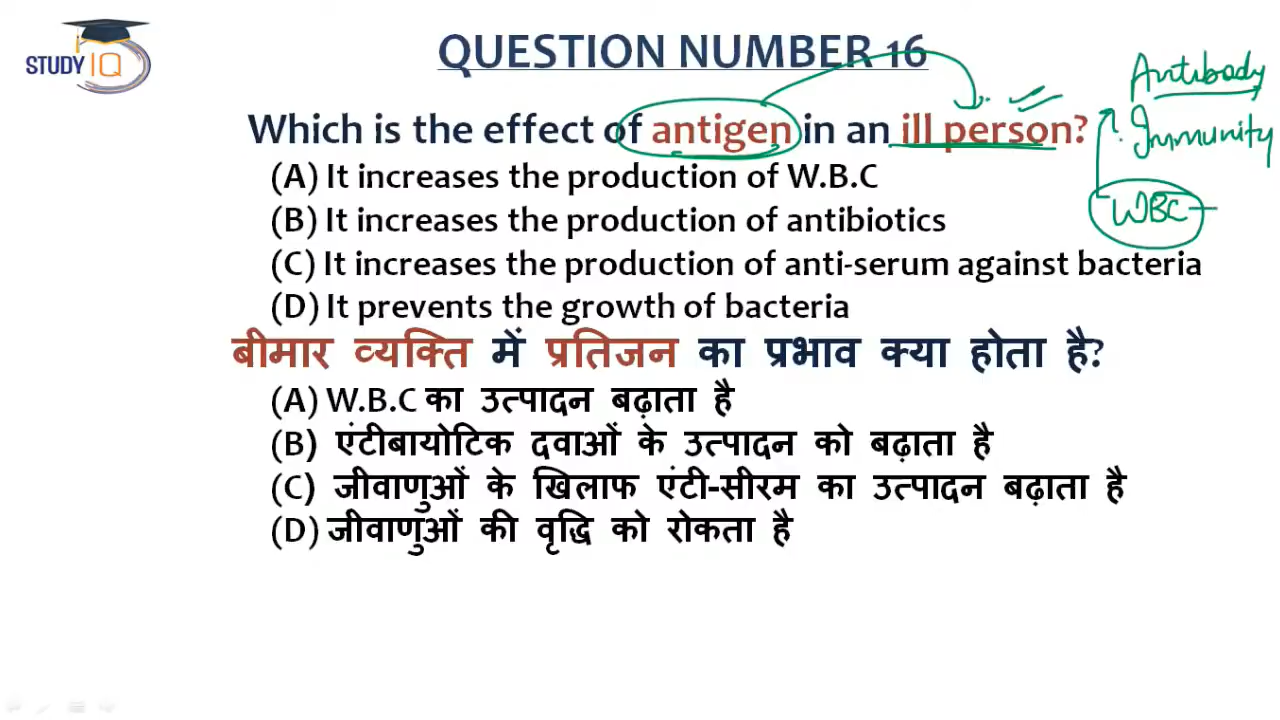 STUDY IQ
QUESTION NUMBER 16
Antibody
Which is the effect of antigen in an ill person?
Immunity
(A) It increases the production of W.B.C
WBC
(B) It increases the production of antibiotics
(C) It increases the production of anti-serum against bacteria
(D) It prevents the growth of bacteria
बीमार व्यक्ति में प्रतिजन का प्रभाव क्या होता है?
(A) W.B.C का उत्पादन बढ़ाता है
(B) एंटीबायोटिक दवाओं के उत्पादन को बढ़ाता है
(C) जीवाणुओं के खिलाफ एंटी-सीरम का उत्पादन बढ़ाता है
(D) जीवाणुओं की वृद्धि को रोकता है